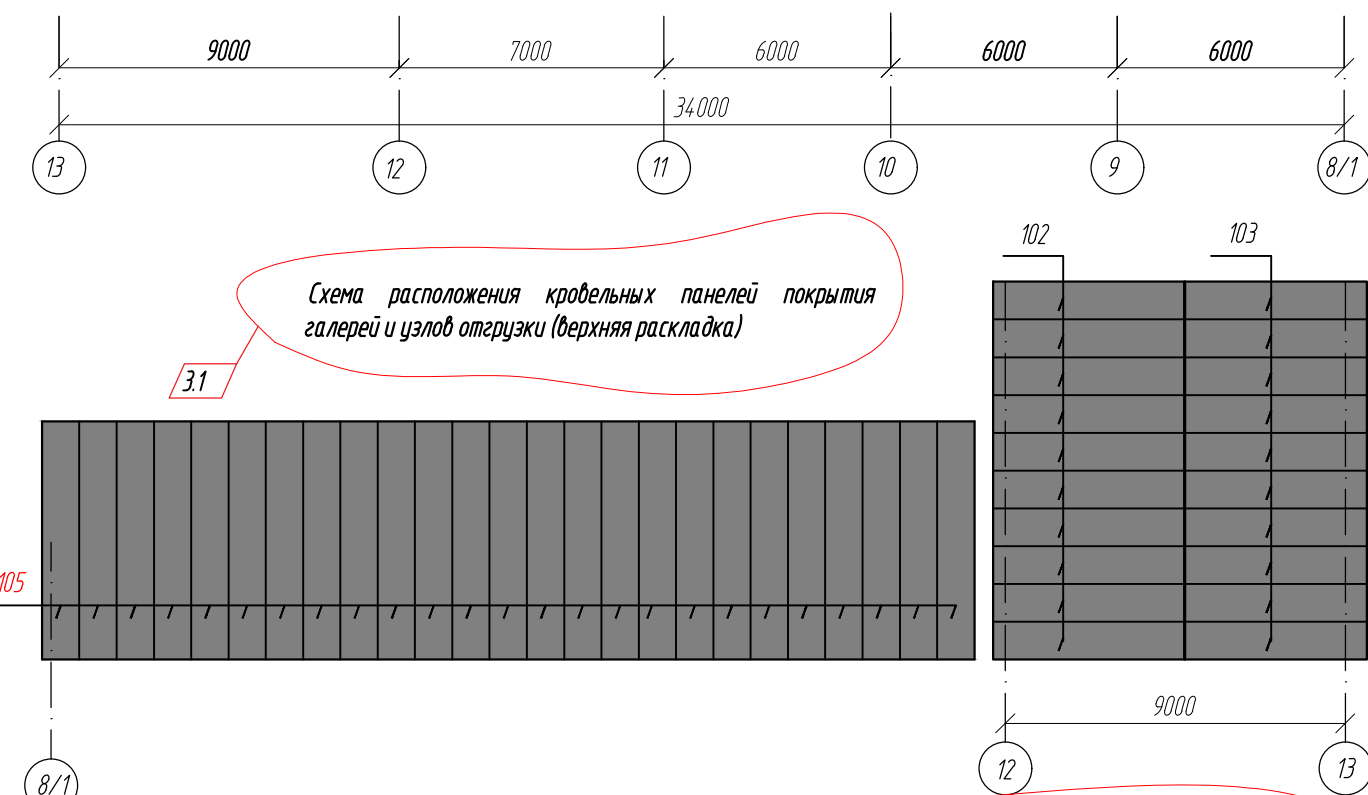 9000 7000 6000 6000 6000
34000
13 12 11 10 9 8/1
102 103
Схема расположения кровельных панелей покрытия
галерей и узлов отгрузки (верхняя раскладка)
3.1
105
9000
12 13
8/1